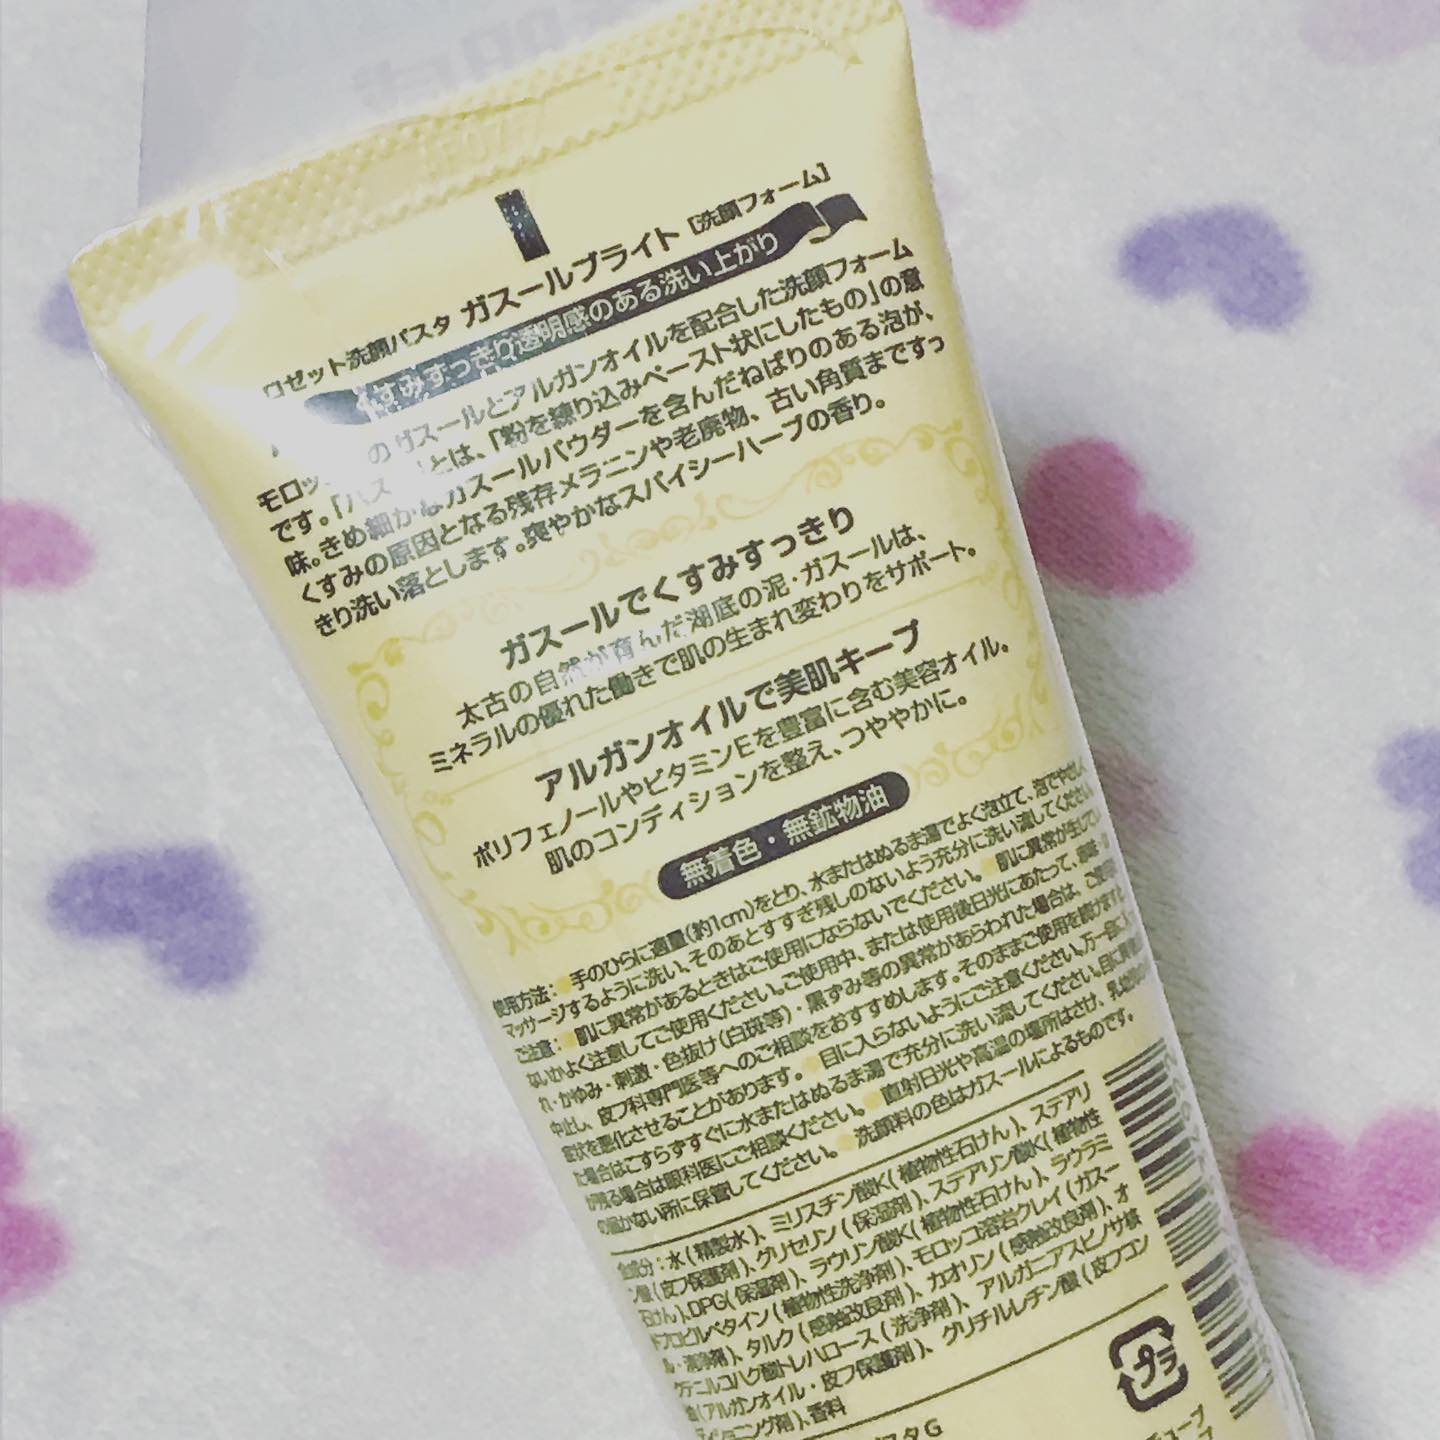 ロゼット洗顔パスタ ガスールブライト [洗顔フォーム]
くすみすっきり透明感のある洗い上がり
モロッ のガスールとアルガンオイルを配合した洗顔フォーム
です。「パス 」とは、「粉を練り込みペースト状にしたもの」の意
味。きめ細かなガスールパウダーを含んだねばりのある泡が、
くすみの原因となる残存メラニンや老廃物、古い角質まですっ
きり洗い落とします。爽やかなスパイシーハーブの香り。
ガスールでくすみすっきり
太古の自然が育んだ湖底の泥・ガスールは、
ミネラルの優れた働きで肌の生まれ変わりをサポート。
アルガンオイルで美肌キープ
ポリフェノールやビタミンEを豊富に含む美容オイル。
肌のコンディションを整え、つややかに。
無着色・無鉱物油
使用方法：●手のひらに適量(約1cm)をとり、水またはぬるま湯でよく泡立て、泡でやさしく
マッサージするように洗い、そのあとすすぎ残しのないよう充分に洗い流してください。
ご注意：●肌に異常があるときはご使用にならないでください。●肌に異常が生じてい
ないかよく注意してご使用ください。ご使用中、または使用後日光にあたって、赤味・
れ・かゆみ・刺激・色抜け(白斑等)・黒ずみ等の異常があらわれた場合は、ご使用
中止し、皮フ科専門医等へのご相談をおすすめします。そのままご使用を続けますと
症状を悪化させることがあります。●目に入らないようにご注意ください。万一目に入
た場合はこすらずすぐに水またはぬるま湯で充分に洗い流してください。目に異
が残る場合は眼科医にご相談ください。●直射日光や高温の場所はさけ、乳幼児の
の届かない所に保管してください。●洗顔料の色はガスールによるものです。
全成分：水(精製水)、ミリスチン酸K(植物性石けん)、ステアリ
ン酸(皮フ保護剤)、グリセリン(保湿剤)、ステアリン酸K(植物性
石けん)、DPG(保湿剤)、ラウリン酸K(植物性石けん)、ラウラミ
ドプロピルベタイン(植物性洗浄剤)、モロッコ溶岩クレイ(ガスー
ル・清浄剤)、タルク(感触改良剤)、カオリン(感触改良剤)、オ
クテニルコハク酸トレハロース(洗浄剤)、アルガニアスピノサ核
油(アルガンオイル・皮フ保護剤)、グリチルレチン酸(皮フコン
ディショニング剤)、香料
スタG
プラ
チューブ